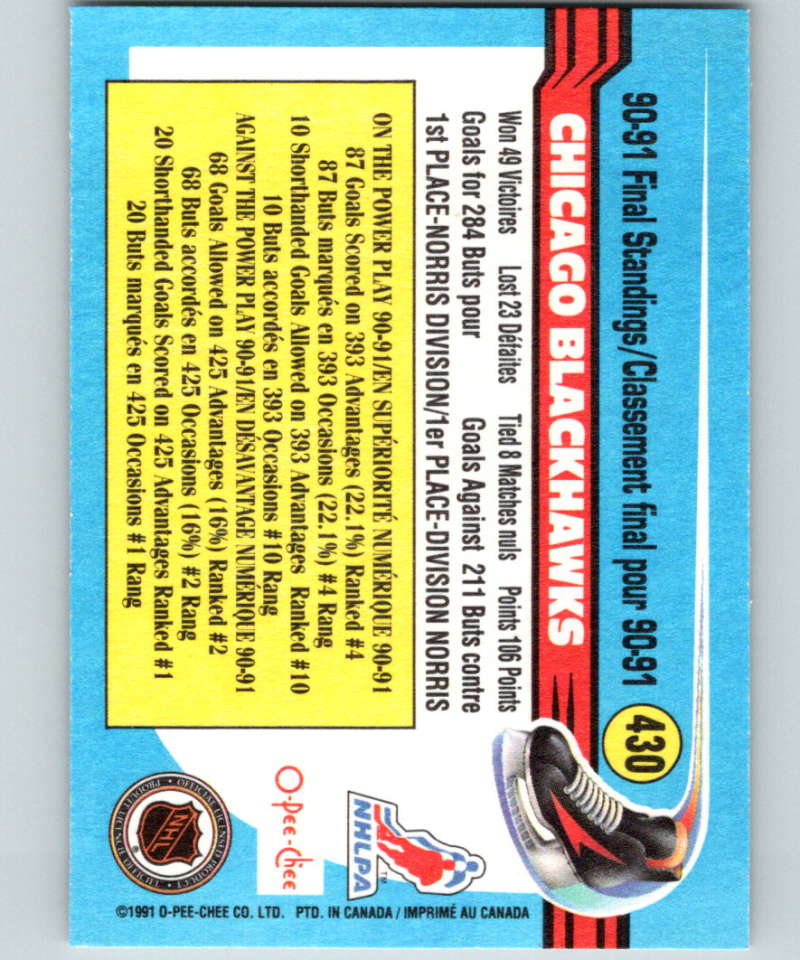 90-91 Final Standings/Classement final pour 90-91
430
CHICAGO BLACKHAWKS
Won 49 Victoires Lost 23 Défaites Tied 8 Matches nuls Points 106 Points
Goals for 284 Buts pour Goals Against 211 Buts contre
1st PLACE-NORRIS DIVISION/1er PLACE-DIVISION NORRIS
ON THE POWER PLAY 90-91/EN SUPÉRIORITÉ NUMÉRIQUE 90-91
87 Goals Scored on 393 Advantages (22.1%) Ranked #4
87 Buts marqués en 393 Occasions (22.1%) #4 Rang
10 Shorthanded Goals Allowed on 393 Advantages Ranked #10
10 Buts accordés en 393 Occasions #10 Rang
AGAINST THE POWER PLAY 90-91/EN DÉSAVANTAGE NUMÉRIQUE 90-91
68 Goals Allowed on 425 Advantages (16%) Ranked #2
68 Buts accordés en 425 Occasions (16%) #2 Rang
20 Shorthanded Goals Scored on 425 Advantages Ranked #1
20 Buts marqués en 425 Occasions #1 Rang
NHLPA
TM
O-Pee-Chee
OFFICIAL LICENSED PRODUCT • PRODUIT LICENCIÉ OFFICIEL •
NHL
®
©1991 O-PEE-CHEE CO. LTD. PTD. IN CANADA / IMPRIMÉ AU CANADA